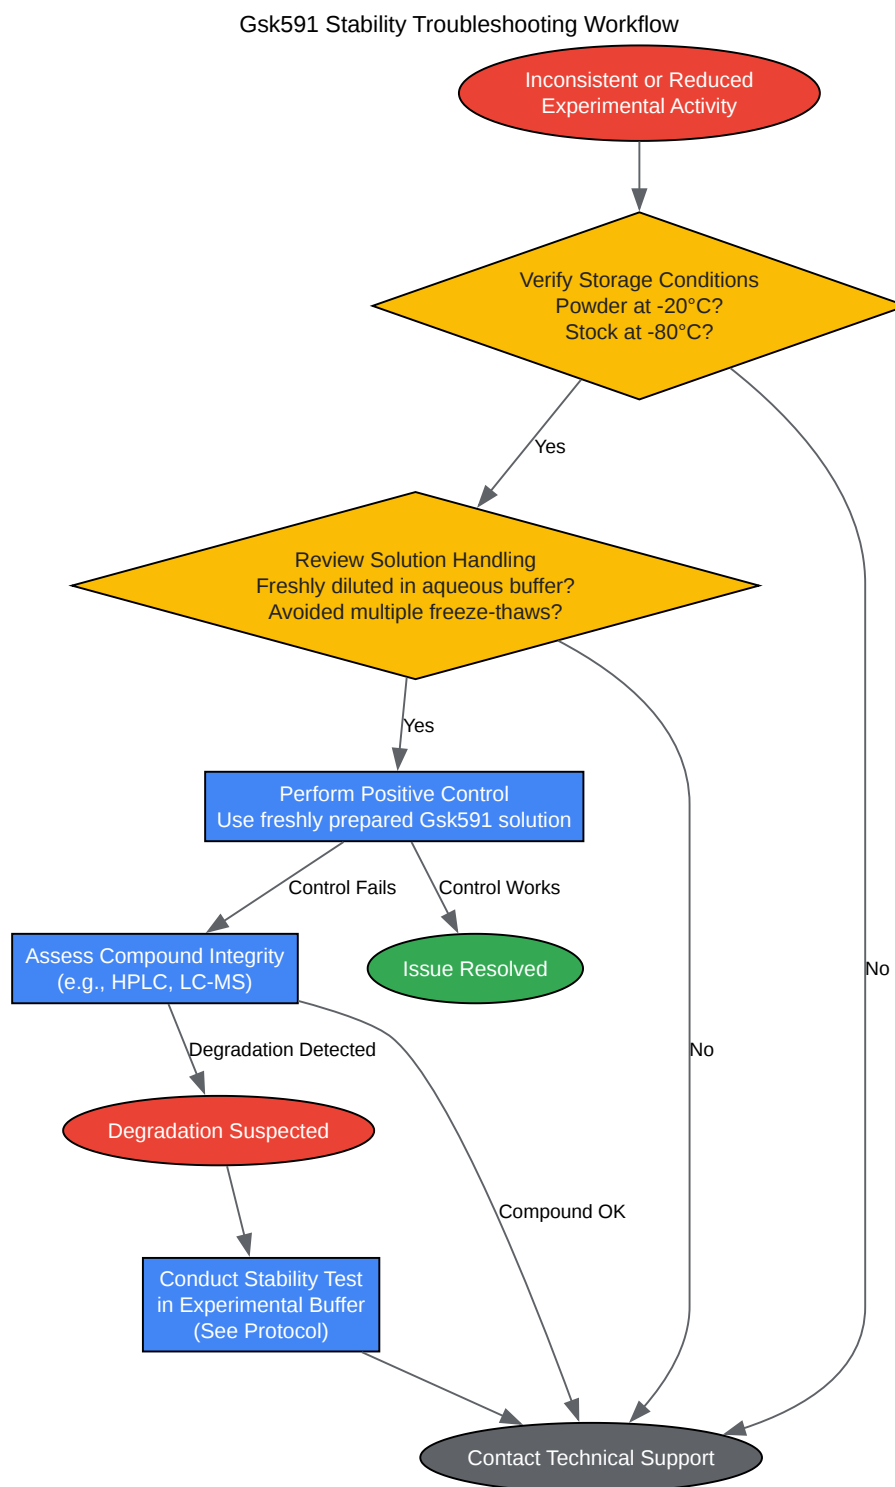 Gsk591 Stability Troubleshooting Workflow
Inconsistent or Reduced
Experimental Activity
Verify Storage Conditions
Powder at -20°C?
Stock at -80°C?
Yes
Review Solution Handling
Freshly diluted in aqueous buffer?
Avoided multiple freeze-thaws?
Yes
Perform Positive Control
Use freshly prepared Gsk591 solution
Control Fails
Control Works
Assess Compound Integrity
(e.g., HPLC, LC-MS)
Issue Resolved
No
Degradation Detected
No
Degradation Suspected
Compound OK
Conduct Stability Test
in Experimental Buffer
(See Protocol)
Contact Technical Support